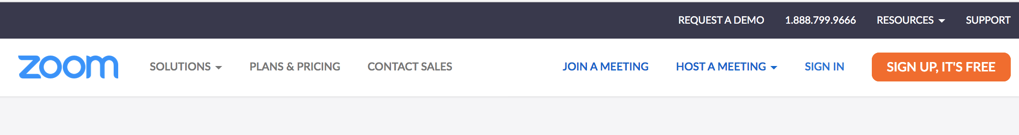 REQUEST A DEMO 1.888.799.9666 RESOURCES SUPPORT
zoom SOLUTIONS PLANS & PRICING CONTACT SALES JOIN A MEETING HOST A MEETING SIGN IN SIGN UP, IT'S FREE